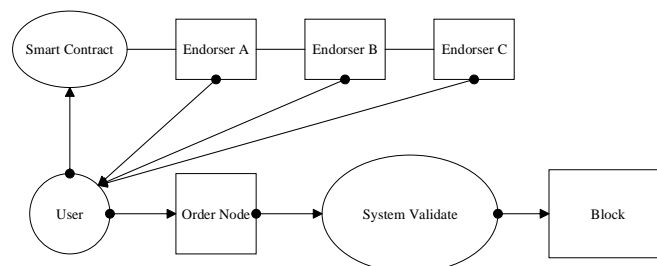 Smart Contract
Endorser A
Endorser B
Endorser C
User
Order Node
System Validate
Block